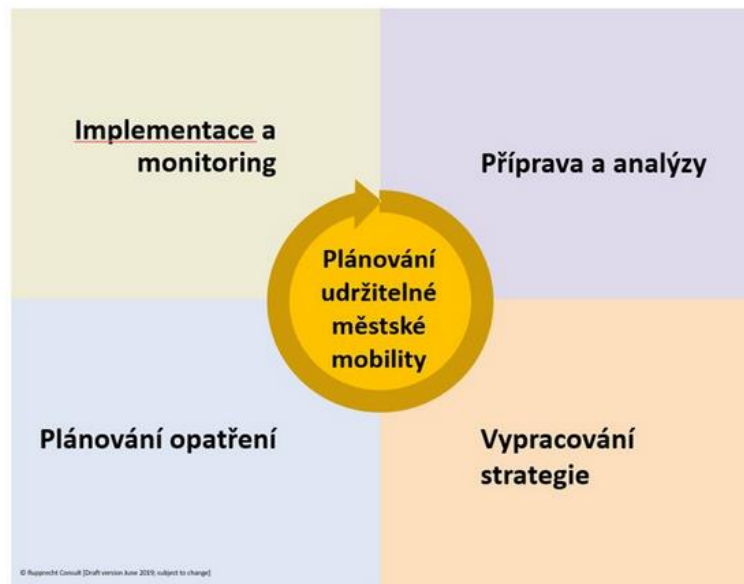 Implementace a
monitoring
Příprava a analýzy
Plánování
udržitelné
městské
mobility
Plánování opatření
Vypracování
strategie
© Rupprecht Consult [Draft version June 2019; subject to change]